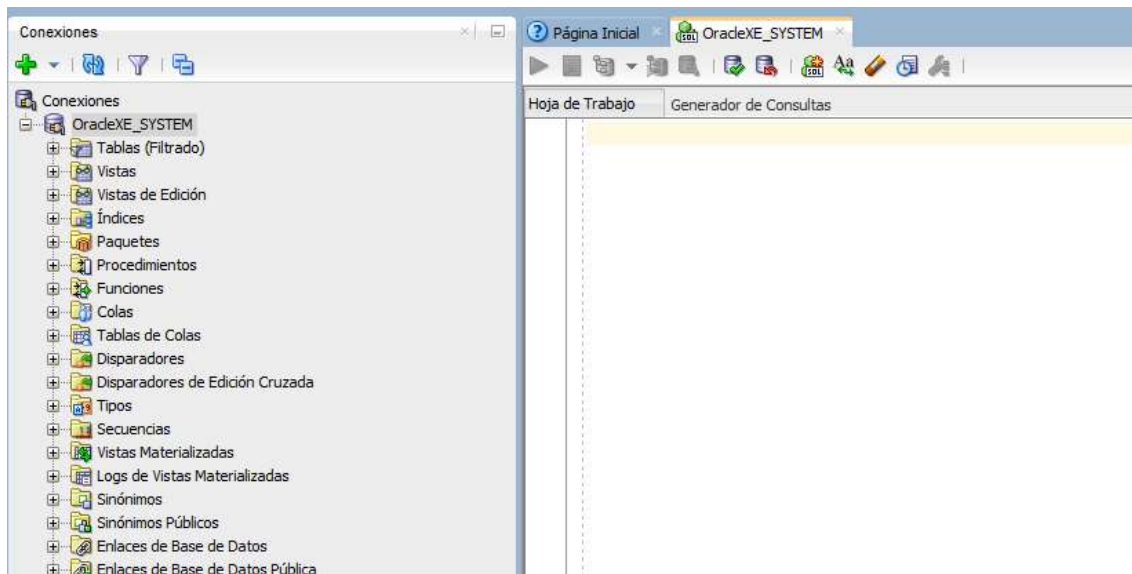 Conexiones
Conexiones
OracleXE_SYSTEM
Tablas (Filtrado)
Vistas
Vistas de Edición
Índices
Paquetes
Procedimientos
Funciones
Colas
Tablas de Colas
Disparadores
Disparadores de Edición Cruzada
Tipos
Secuencias
Vistas Materializadas
Logs de Vistas Materializadas
Sinónimos
Sinónimos Públicos
Enlaces de Base de Datos
Enlaces de Base de Datos Pública
Página Inicial
OracleXE_SYSTEM
Hoja de Trabajo
Generador de Consultas